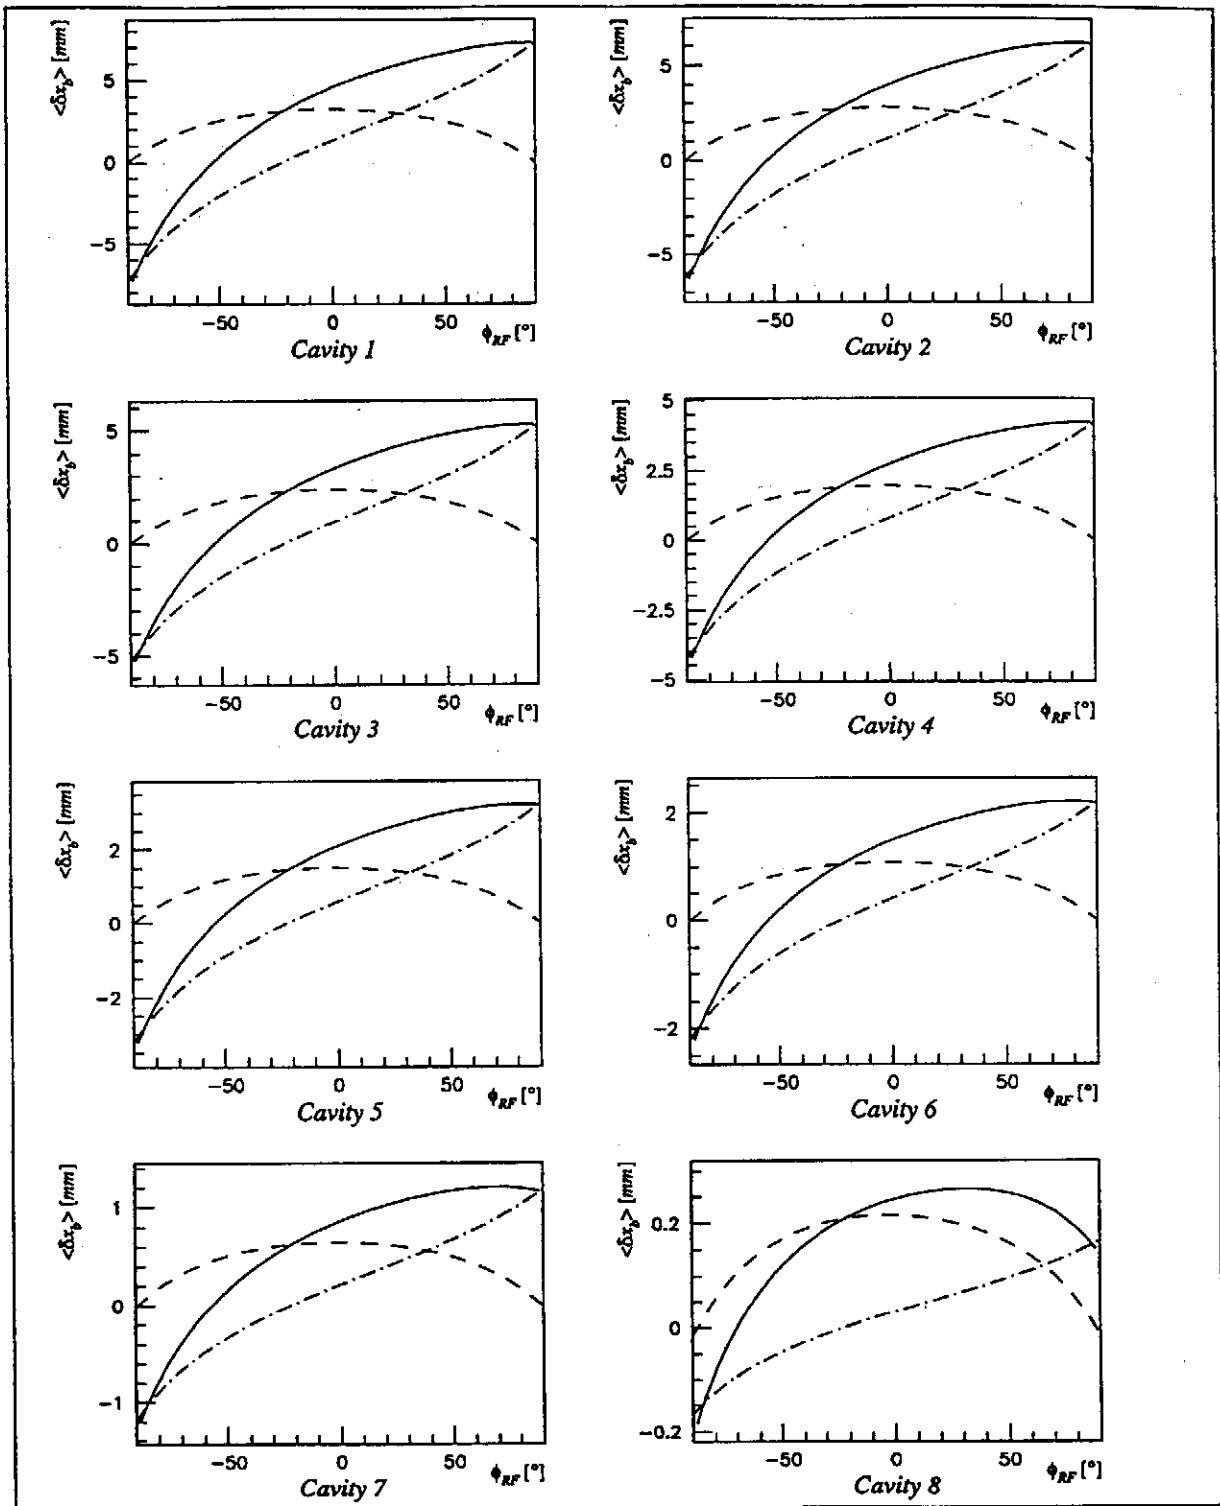 <δx_b> [mm]
5
0
−5
−50
0
50
ϕ_RF [°]
Cavity 1
<δx_b> [mm]
5
0
−5
−50
0
50
ϕ_RF [°]
Cavity 2
<δx_b> [mm]
5
0
−5
−50
0
50
ϕ_RF [°]
Cavity 3
<δx_b> [mm]
5
2.5
0
−2.5
−5
−50
0
50
ϕ_RF [°]
Cavity 4
<δx_b> [mm]
2
0
−2
−50
0
50
ϕ_RF [°]
Cavity 5
<δx_b> [mm]
2
1
0
−1
−2
−50
0
50
ϕ_RF [°]
Cavity 6
<δx_b> [mm]
1
0
−1
−50
0
50
ϕ_RF [°]
Cavity 7
<δx_b> [mm]
0.2
0
−0.2
−50
0
50
ϕ_RF [°]
Cavity 8